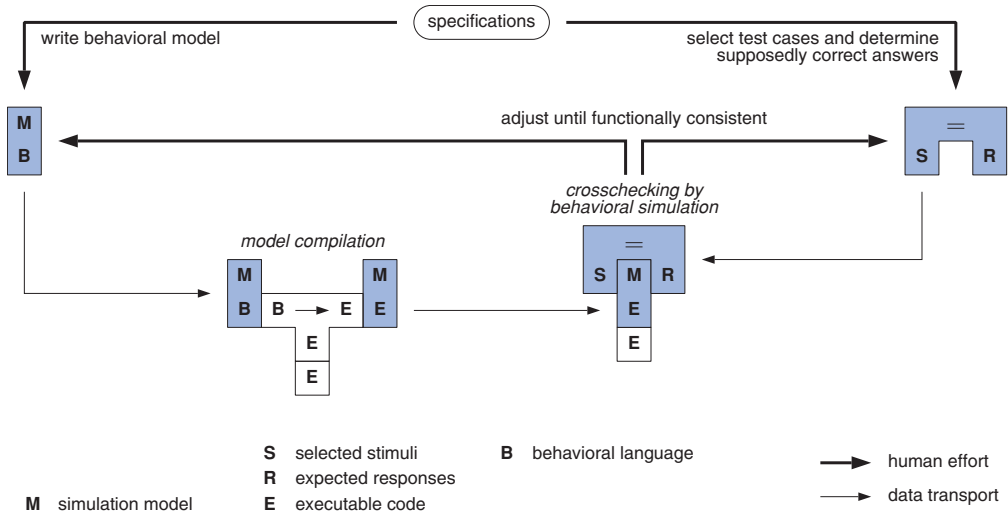 specifications
write behavioral model
select test cases and determine
supposedly correct answers
M
B
adjust until functionally consistent
=
S R
crosschecking by
behavioral simulation
model compilation
=
S M R
E
E
M M
B B E E
E
E
S selected stimuli
B behavioral language
R expected responses
M simulation model
E executable code
human effort
data transport